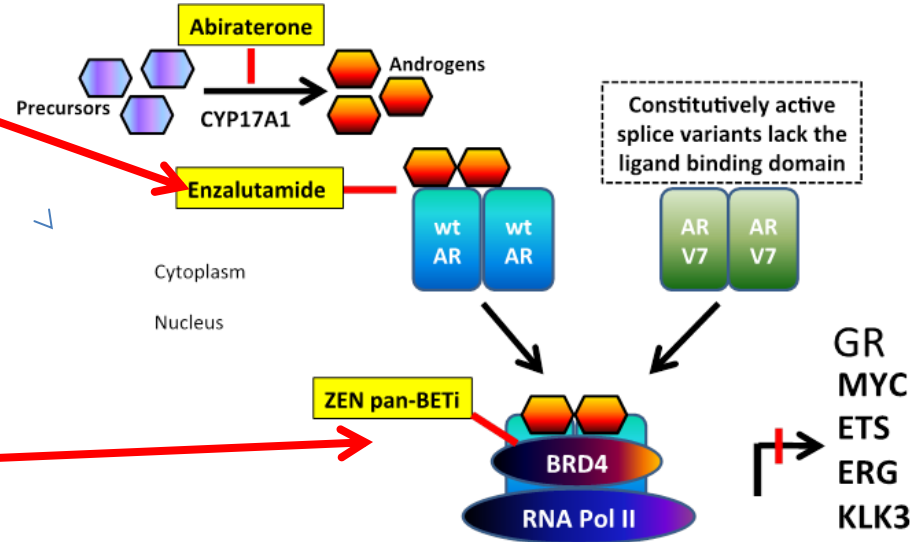 Abiraterone
Precursors
CYP17A1
Androgens
Constitutively active
splice variants lack the
ligand binding domain
Enzalutamide
wt
AR
wt
AR
AR
V7
AR
V7
Cytoplasm
Nucleus
ZEN pan-BETi
BRD4
RNA Pol II
GR
MYC
ETS
ERG
KLK3